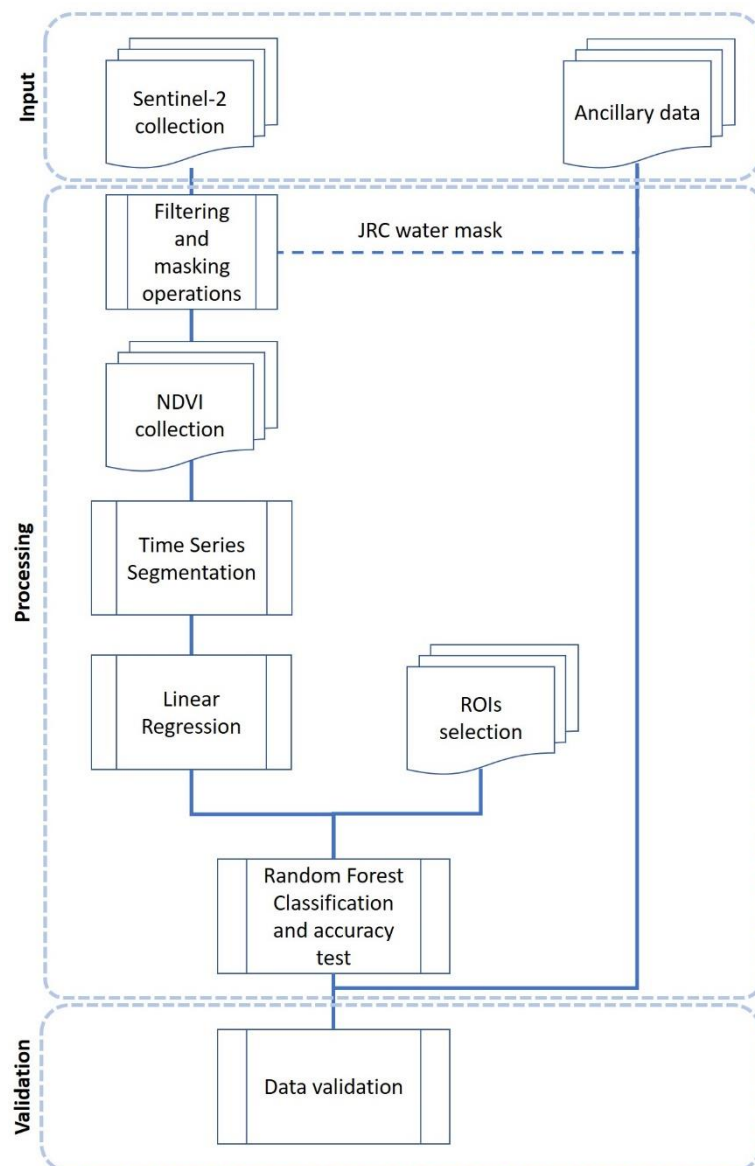 Input
Sentinel-2
collection
Ancillary data
Processing
Filtering
and
masking
operations
JRC water mask
NDVI
collection
Time Series
Segmentation
Linear
Regression
ROIs
selection
Random Forest
Classification
and accuracy
test
Validation
Data validation